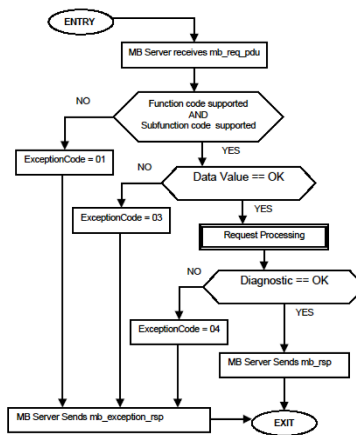 ENTRY
MB Server receives mb_req_pdu
NO
Function code supported
AND
Subfunction code supported
YES
ExceptionCode = 01
NO
Data Value == OK
YES
ExceptionCode = 03
Request Processing
NO
Diagnostic == OK
YES
ExceptionCode = 04
MB Server Sends mb_rsp
MB Server Sends mb_exception_rsp
EXIT